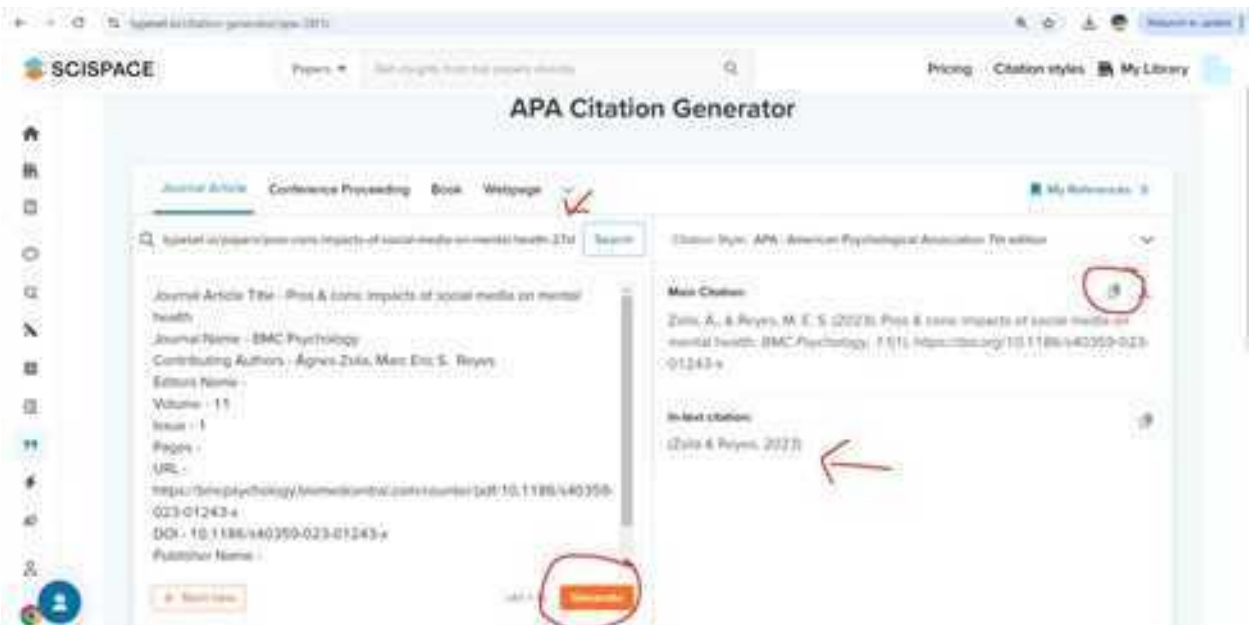 SCISPACE
Papers
Pricing
Citation styles
My Library
APA Citation Generator
Journal Article
Conference Proceeding
Book
Webpage
My References 0
Search
Citation Style: APA - American Psychological Association 7th edition
Journal Article Title - Pros & cons: impacts of social media on mental
health
Journal Name - BMC Psychology
Contributing Authors - Agnes Zsila, Marc Eric S. Reyes
Editors Name -
Volume - 11
Issue - 1
Pages -
URL -
https://bmcpsychology.biomedcentral.com/counter/pdf/10.1186/s40359-
023-01243-x
DOI - 10.1186/s40359-023-01243-x
Publisher Name -
Generate
Main Citation:
Zsila, A., & Reyes, M. E. S. (2023). Pros & cons: impacts of social media on
mental health. BMC Psychology, 11(1). https://doi.org/10.1186/s40359-023-
01243-x
In-text citation:
(Zsila & Reyes, 2023)